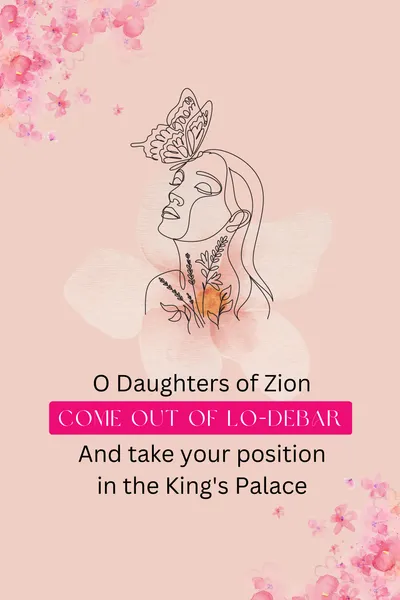 O Daughters of Zion
COME OUT OF LO-DEBAR
And take your position
in the King's Palace